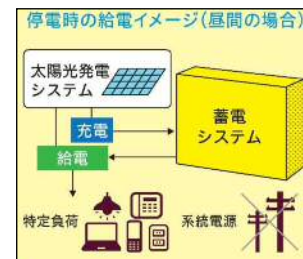 停電時の給電イメージ(昼間の場合)
太陽光発電
システム
充電
給電
蓄電
システム
特定負荷
系統電源